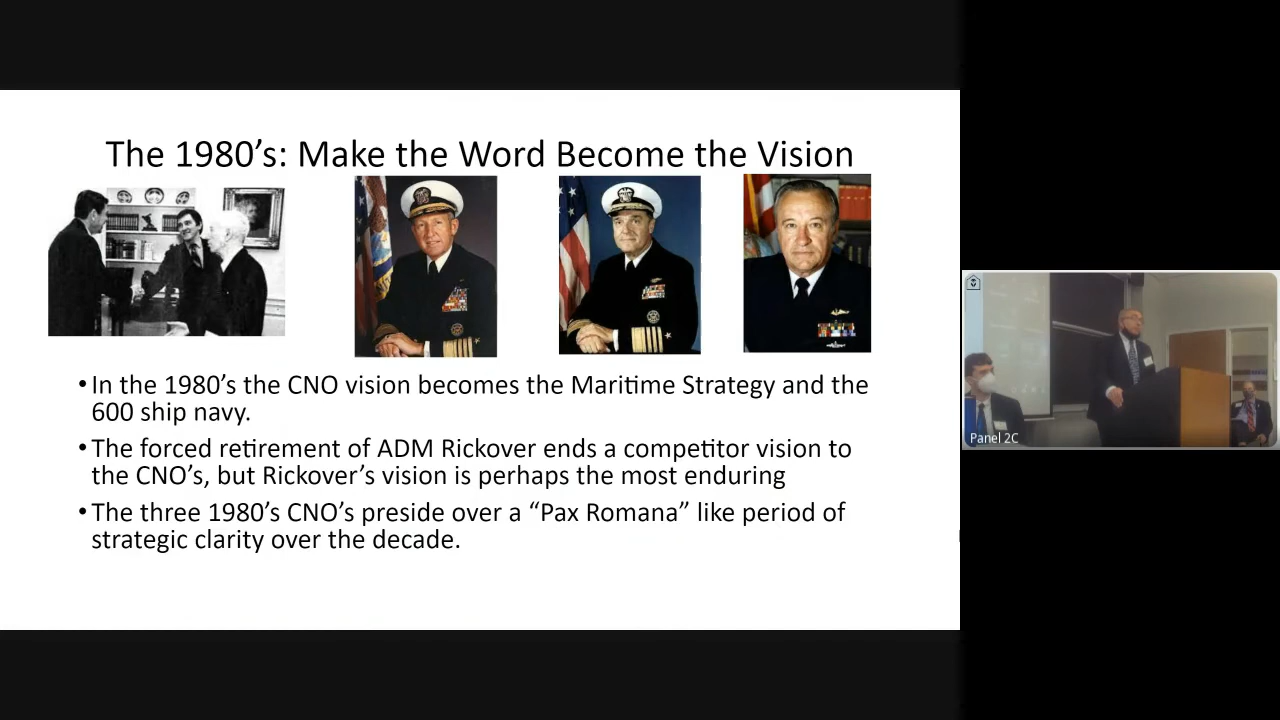 The 1980’s: Make the Word Become the Vision
•In the 1980’s the CNO vision becomes the Maritime Strategy and the
600 ship navy.
•The forced retirement of ADM Rickover ends a competitor vision to
the CNO’s, but Rickover’s vision is perhaps the most enduring
•The three 1980’s CNO’s preside over a “Pax Romana” like period of
strategic clarity over the decade.
Panel 2C